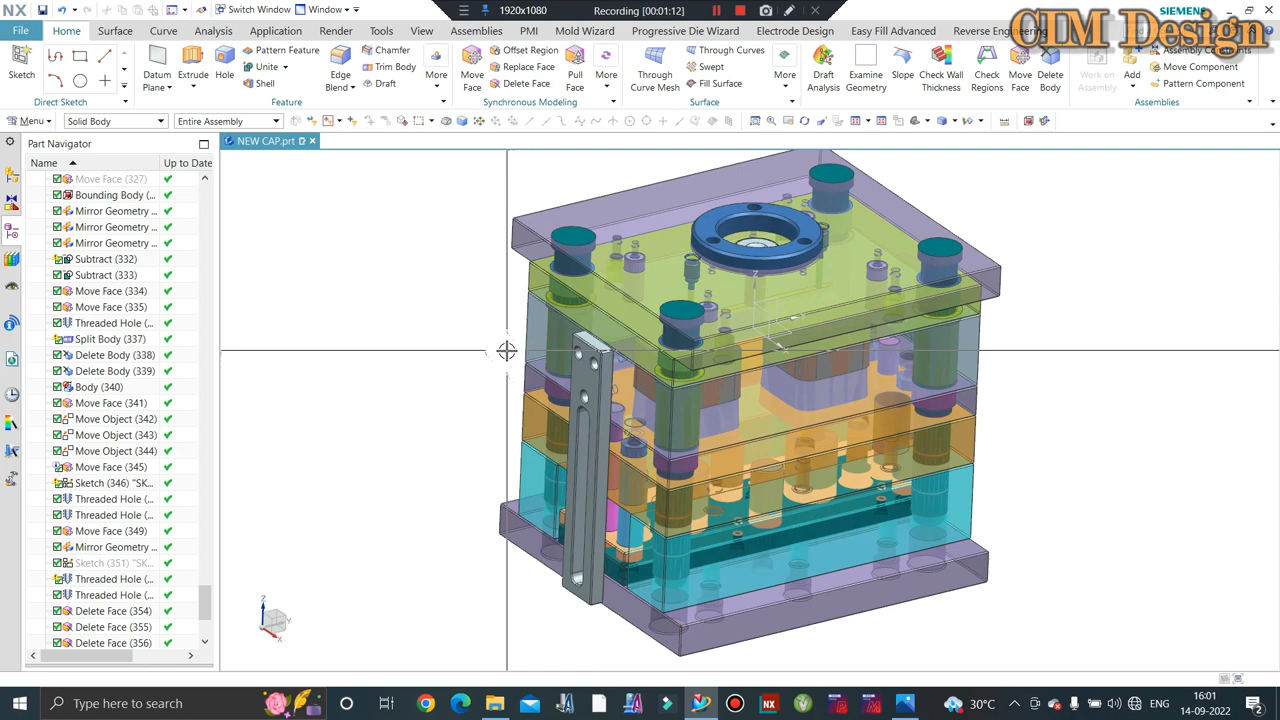 NX
Switch Window
Window
1920x1080
Recording [00:01:12]
SIEMENS
CIM Design
File
Home
Surface
Curve
Analysis
Application
Render
Tools
View
Assemblies
PMI
Mold Wizard
Progressive Die Wizard
Electrode Design
Easy Fill Advanced
Reverse Engineering
Sketch
Direct Sketch
Datum Plane
Extrude
Hole
Pattern Feature
Unite
Shell
Edge Blend
Chamfer
Trim Body
Draft
More
Feature
Move Face
Offset Region
Replace Face
Delete Face
Pull Face
More
Synchronous Modeling
Through Curve Mesh
Through Curves
Swept
Fill Surface
More
Surface
Draft Analysis
Examine Geometry
Slope
Check Wall Thickness
Check Regions
Move Face
Delete Body
Work on Assembly
Add
Assembly Constraints
Move Component
Pattern Component
Assemblies
Menu
Solid Body
Entire Assembly
Part Navigator
NEW CAP.prt
Name
Up to Date
Move Face (327)
Bounding Body (...
Mirror Geometry ...
Mirror Geometry ...
Mirror Geometry ...
Subtract (332)
Subtract (333)
Move Face (334)
Move Face (335)
Threaded Hole (...
Split Body (337)
Delete Body (338)
Delete Body (339)
Body (340)
Move Face (341)
Move Object (342)
Move Object (343)
Move Object (344)
Move Face (345)
Sketch (346) "SK...
Threaded Hole (...
Threaded Hole (...
Move Face (349)
Mirror Geometry ...
Sketch (351) "SK...
Threaded Hole (...
Threaded Hole (...
Delete Face (354)
Delete Face (355)
Delete Face (356)
Z
Y
X
Z
Type here to search
NX
30°C
ENG
16:01
14-09-2022
2